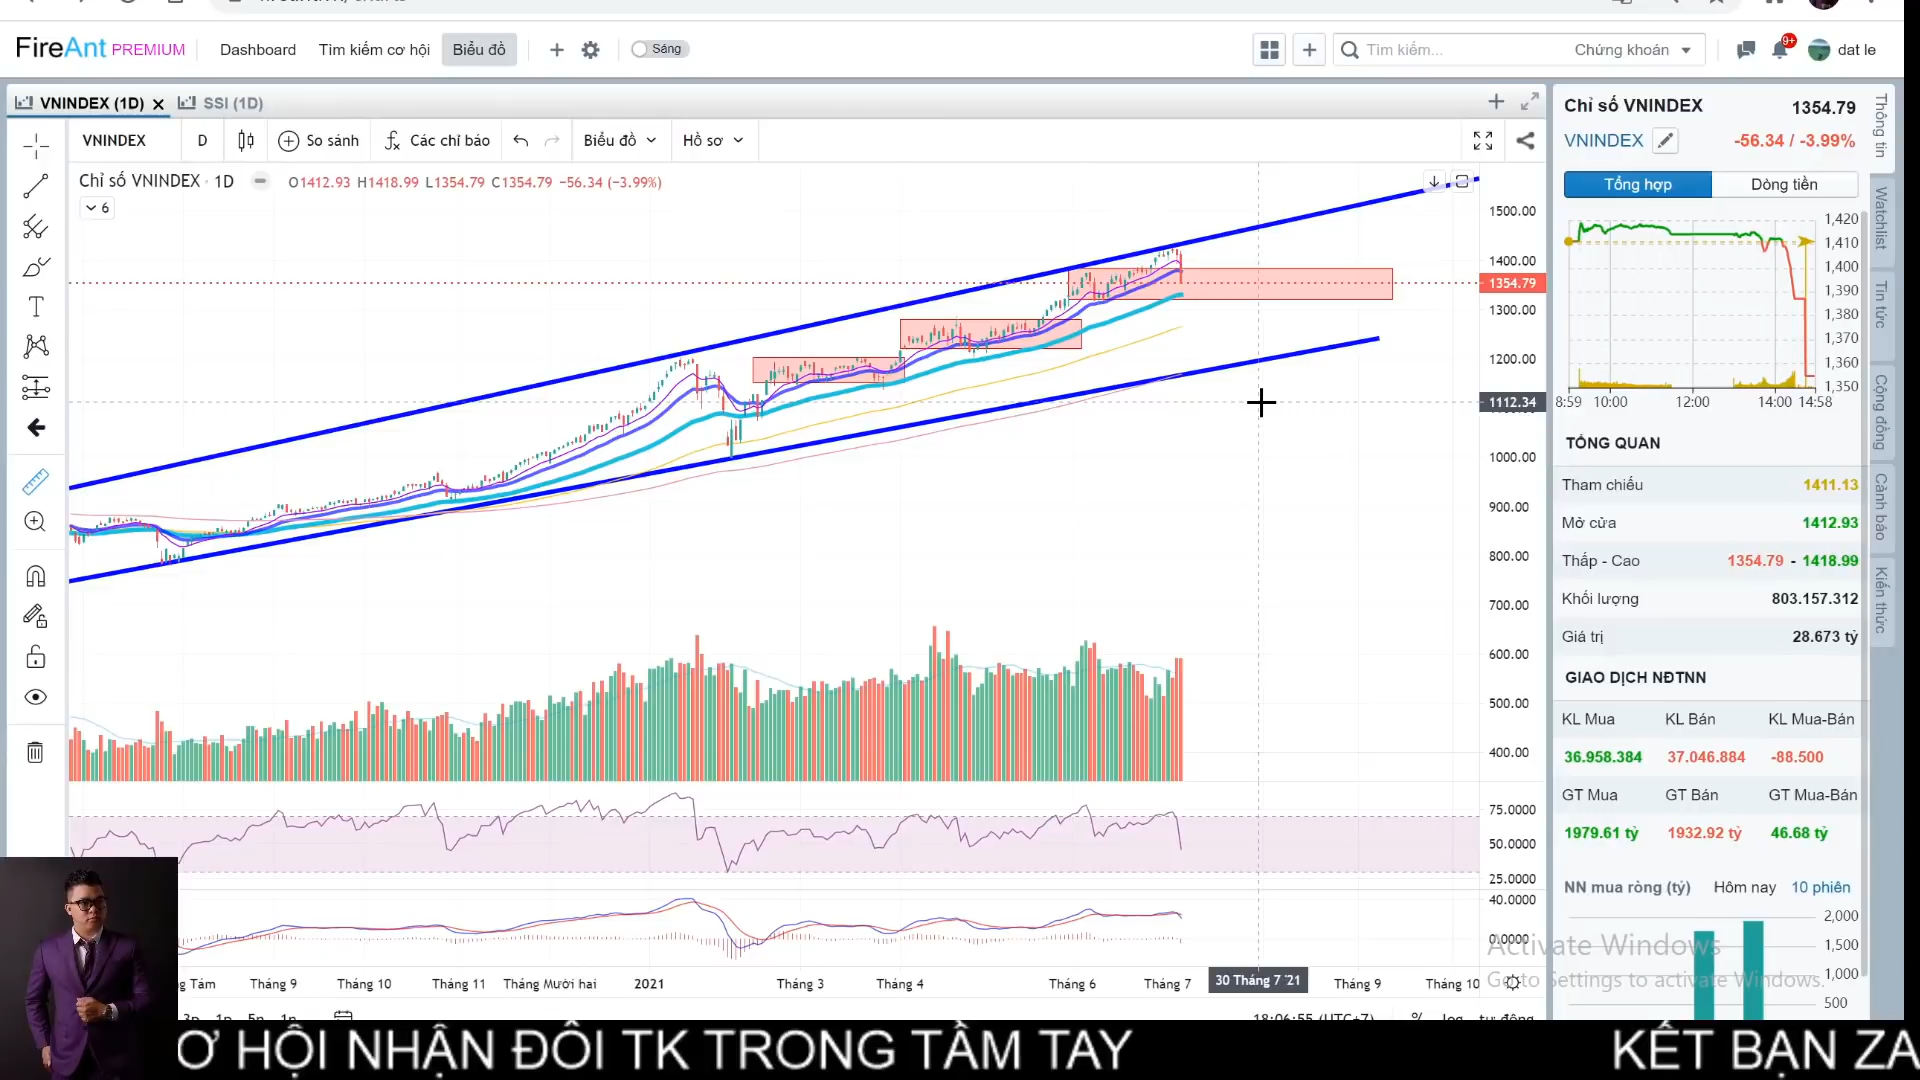 FireAnt PREMIUM Dashboard Tìm kiếm cơ hội Biểu đồ Sáng Tìm kiếm... Chứng khoán 9+ dat le
VNINDEX (1D) SSI (1D)
VNINDEX D So sánh Các chỉ báo Biểu đồ Hồ sơ
Chỉ số VNINDEX · 1D O1412.93 H1418.99 L1354.79 C1354.79 −56.34 (−3.99%)
6
1500.00
1400.00
1354.79
1300.00
1200.00
1112.34
1000.00
900.00
800.00
700.00
600.00
500.00
400.00
75.0000
50.0000
25.0000
40.0000
0.0000
Tháng 9 Tháng 10 Tháng 11 Tháng Mười hai 2021 Tháng 3 Tháng 4 Tháng 6 Tháng 7 30 Tháng 7 '21 Tháng 9 Tháng 10
18:06:55 (UTC+7) % log tự động
Chỉ số VNINDEX 1354.79
VNINDEX -56.34 / -3.99%
Tổng hợp Dòng tiền
1,420
1,410
1,400
1,390
1,380
1,370
1,360
1,350
8:59 10:00 12:00 14:00 14:58
TỔNG QUAN
Tham chiếu 1411.13
Mở cửa 1412.93
Thấp - Cao 1354.79 - 1418.99
Khối lượng 803.157.312
Giá trị 28.673 tỷ
GIAO DỊCH NĐTNN
KL Mua KL Bán KL Mua-Bán
36.958.384 37.046.884 -88.500
GT Mua GT Bán GT Mua-Bán
1979.61 tỷ 1932.92 tỷ 46.68 tỷ
NN mua ròng (tỷ) Hôm nay 10 phiên
2,000
1,500
1,000
500
Thông tin
Watchlist
Tin tức
Cộng đồng
Cảnh báo
Kiến thức
Activate Windows
Go to Settings to activate Windows.
Ơ HỘI NHẬN ĐÔI TK TRONG TẦM TAY KẾT BẠN ZA